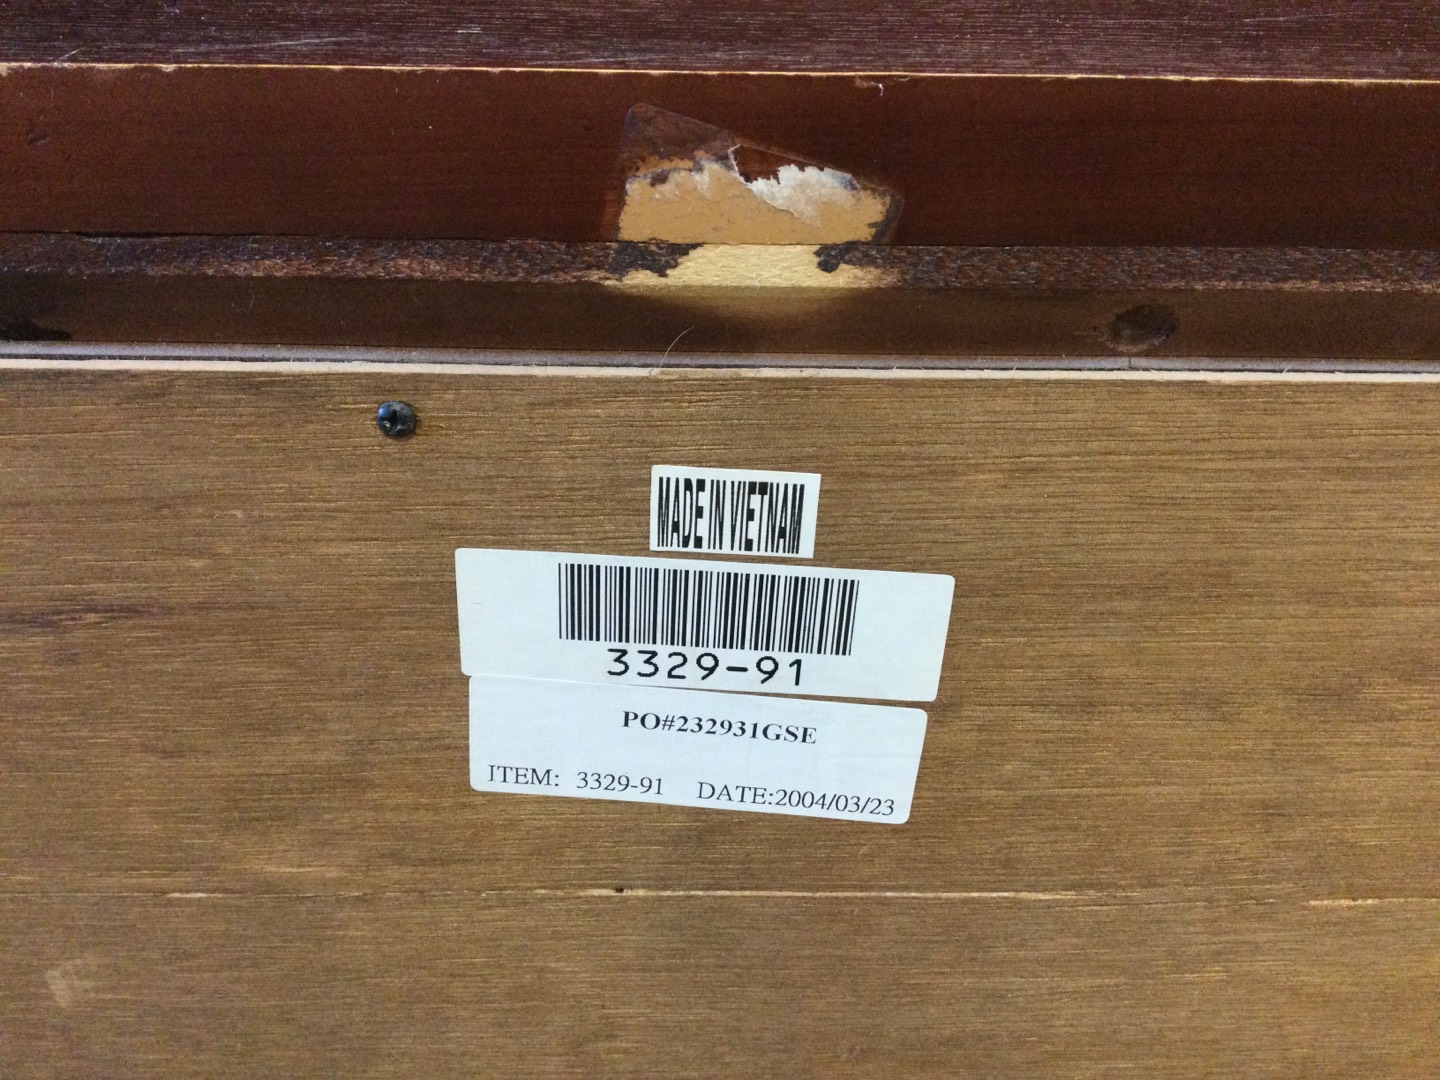 MADE IN VIETNAM
3329-91
PO#232931GSE
ITEM: 3329-91 DATE:2004/03/23